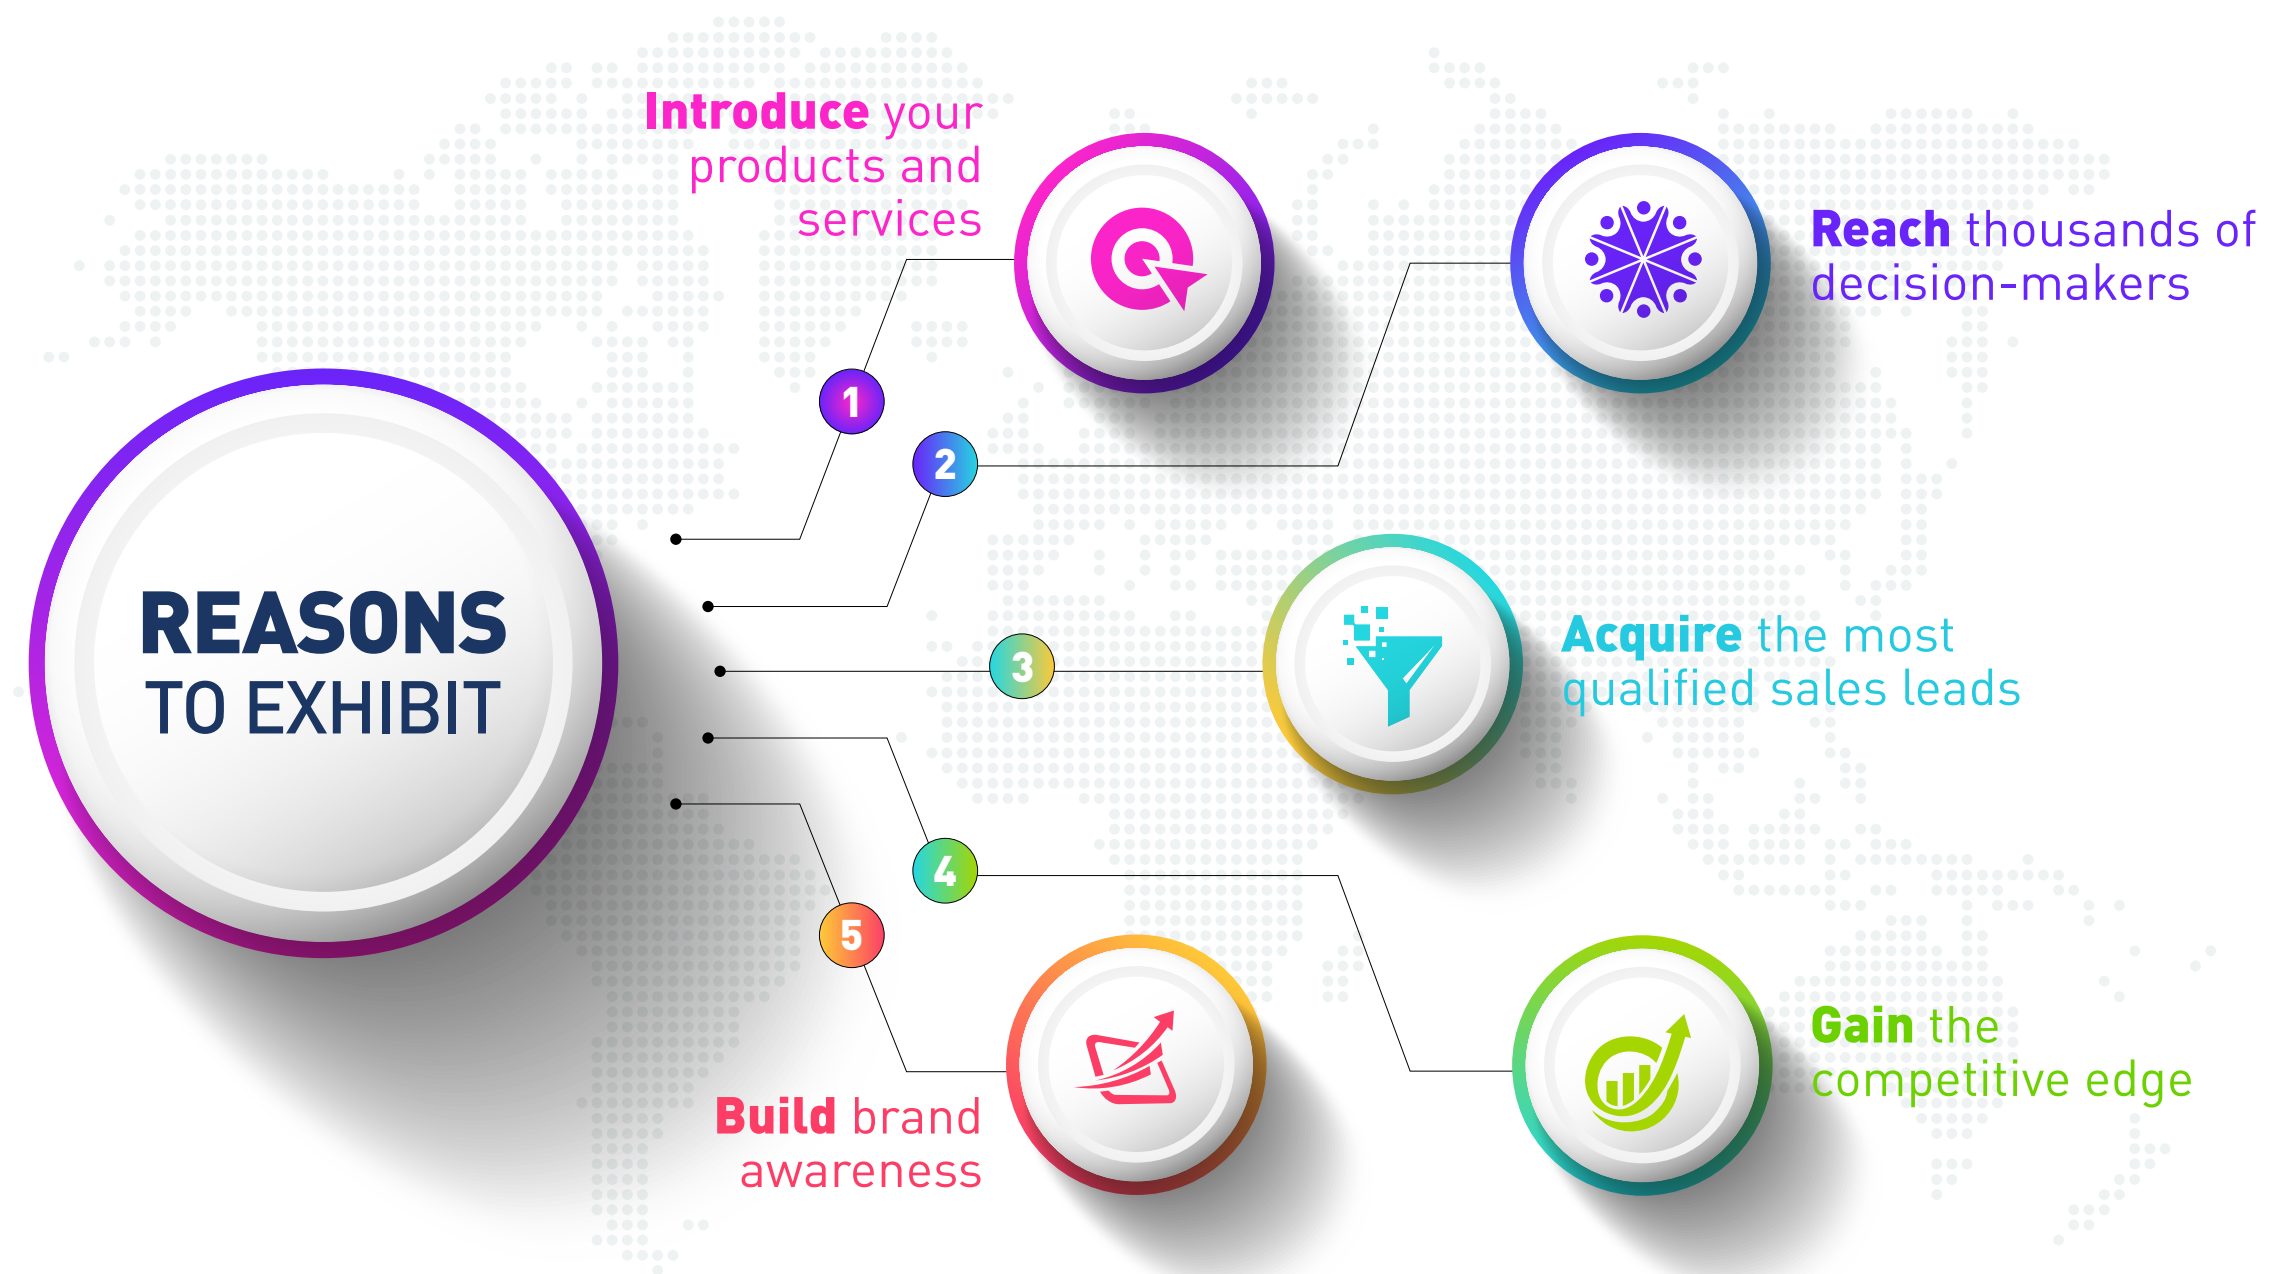 REASONS
TO EXHIBIT
1
Introduce your
products and
services
2
Reach thousands of
decision-makers
3
Acquire the most
qualified sales leads
4
Gain the
competitive edge
5
Build brand
awareness